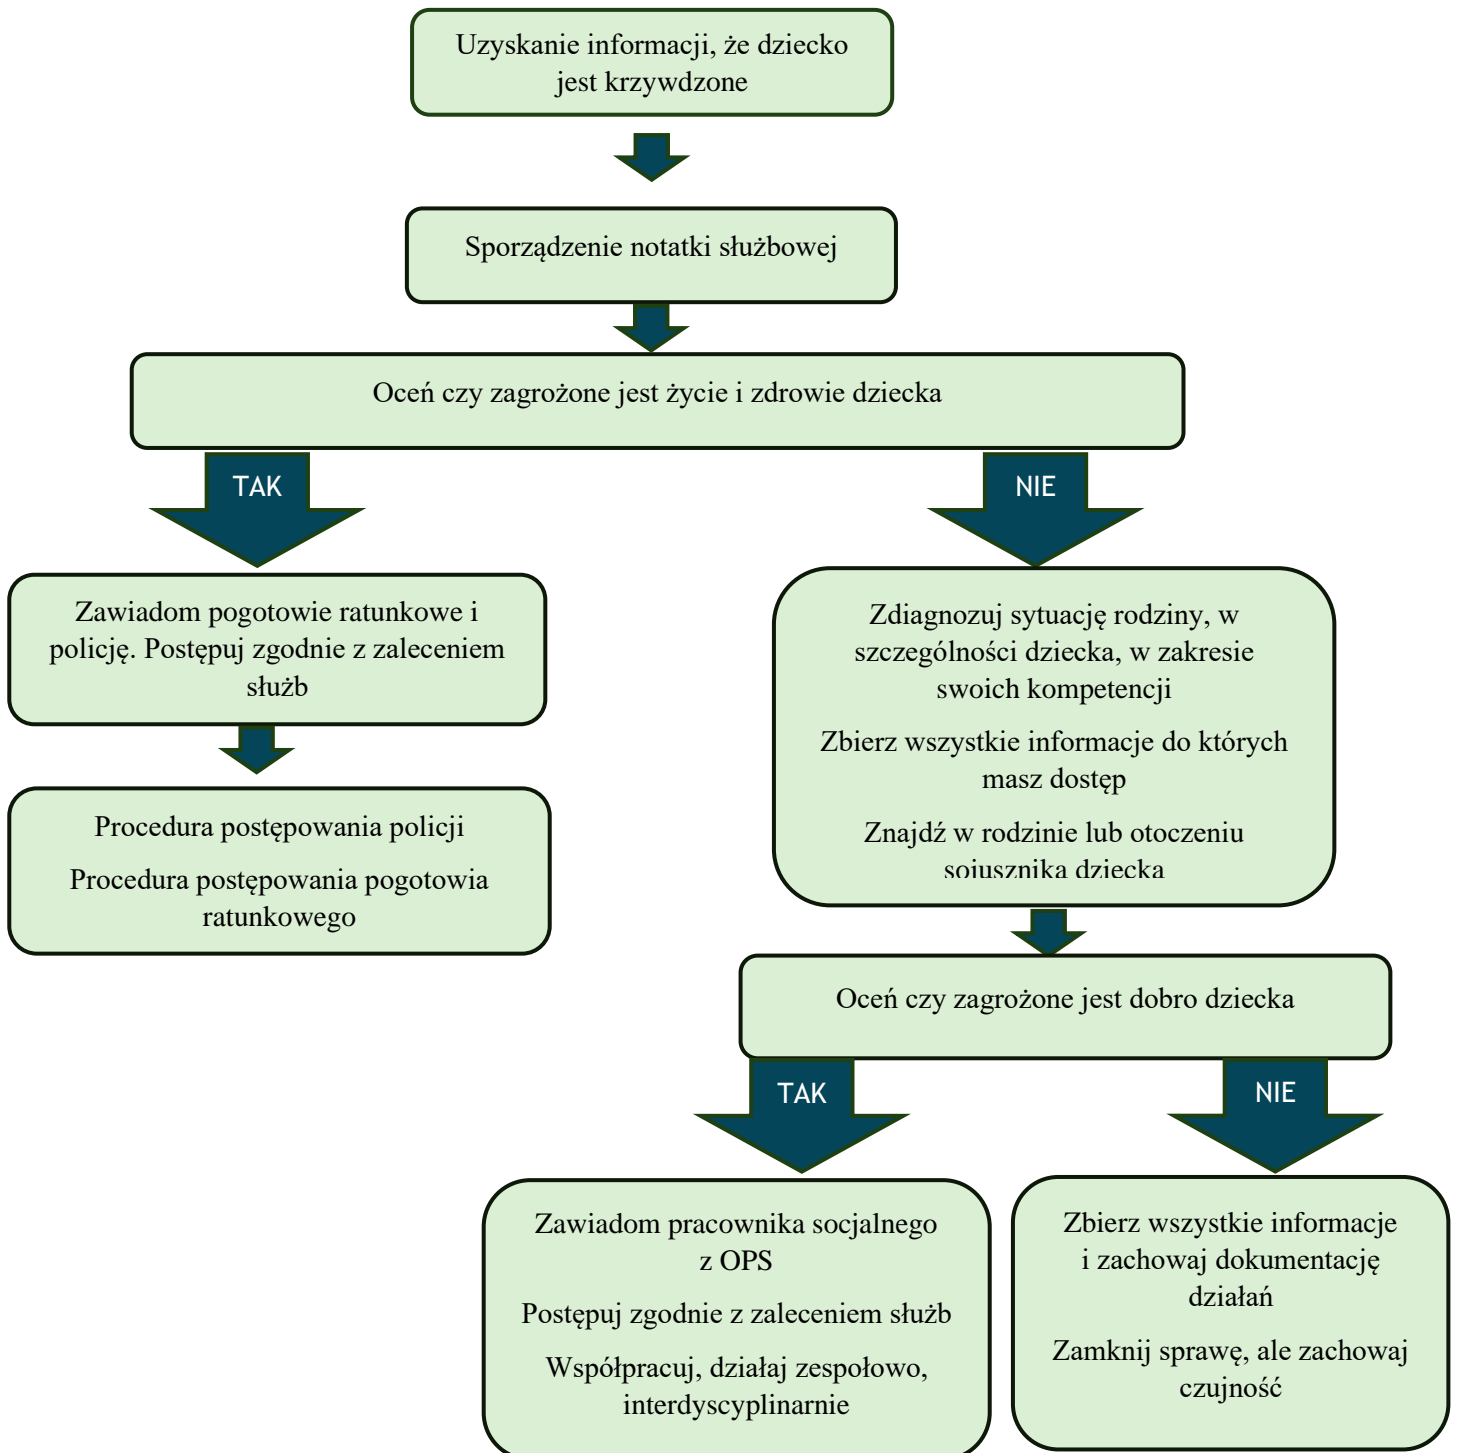 Uzyskanie informacji, że dziecko
jest krzywdzone
Sporządzenie notatki służbowej
Oceń czy zagrożone jest życie i zdrowie dziecka
TAK
NIE
Zawiadom pogotowie ratunkowe i
policję. Postępuj zgodnie z zaleceniem
służb
Procedura postępowania policji
Procedura postępowania pogotowia
ratunkowego
Zdiagnozuj sytuację rodziny, w
szczególności dziecka, w zakresie
swoich kompetencji
Zbierz wszystkie informacje do których
masz dostęp
Znajdź w rodzinie lub otoczeniu
sojusznika dziecka
Oceń czy zagrożone jest dobro dziecka
TAK
NIE
Zawiadom pracownika socjalnego
z OPS
Postępuj zgodnie z zaleceniem służb
Współpracuj, działaj zespołowo,
interdyscyplinarnie
Zbierz wszystkie informacje
i zachowaj dokumentację
działań
Zamknij sprawę, ale zachowaj
czujność